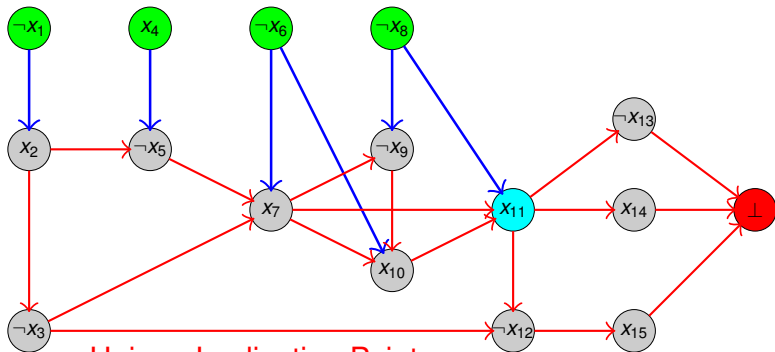 ¬x₁ x₄ ¬x₆ ¬x₈
¬x₁₃
x₂ ¬x₅ ¬x₉
x₇ x₁₁ x₁₄ ⊥
x₁₀
¬x₃ ¬x₁₂ x₁₅